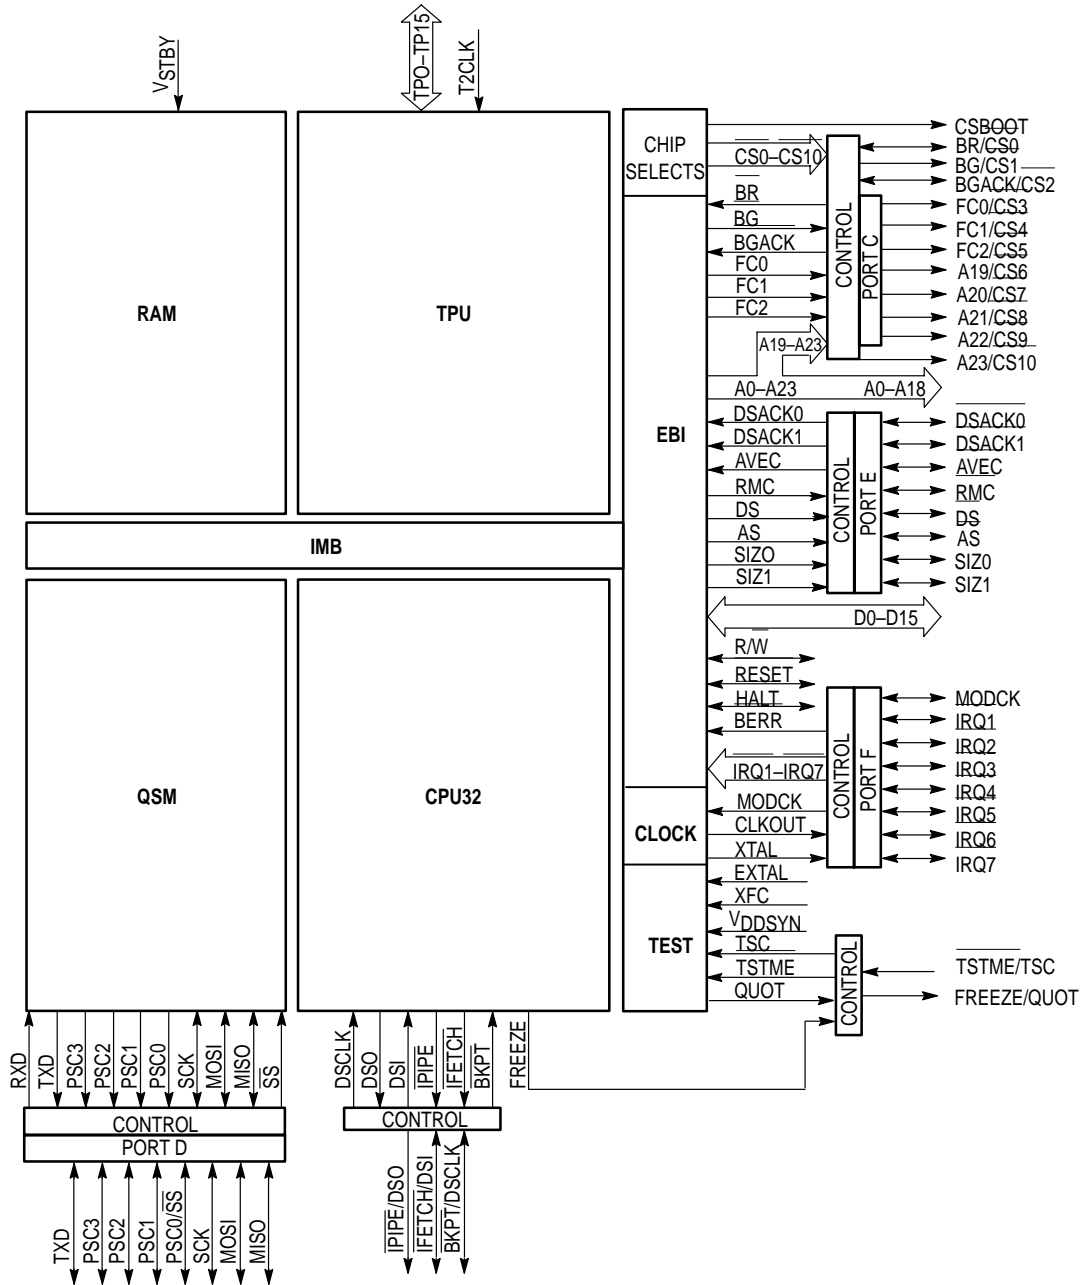 VSTBY
TPO–TP15
T2CLK
RAM
TPU
CHIP
SELECTS
CS0–CS10
BR
BG
BGACK
FC0
FC1
FC2
A19–A23
A0–A23
A0–A18
CONTROL
PORT C
CSBOOT
BR/CS0
BG/CS1
BGACK/CS2
FC0/CS3
FC1/CS4
FC2/CS5
A19/CS6
A20/CS7
A21/CS8
A22/CS9
A23/CS10
EBI
DSACK0
DSACK1
AVEC
RMC
DS
AS
SIZO
SIZ1
CONTROL
PORT E
DSACK0
DSACK1
AVEC
RMC
DS
AS
SIZ0
SIZ1
IMB
D0–D15
R/W
RESET
HALT
BERR
IRQ1–IRQ7
CONTROL
PORT F
MODCK
IRQ1
IRQ2
IRQ3
IRQ4
IRQ5
IRQ6
IRQ7
QSM
CPU32
CLOCK
MODCK
CLKOUT
XTAL
EXTAL
XFC
VDDSYN
TEST
TSC
TSTME
QUOT
CONTROL
TSTME/TSC
FREEZE/QUOT
RXD
TXD
PSC3
PSC2
PSC1
PSC0
SCK
MOSI
MISO
SS
DSCLK
DSO
DSI
IPIPE
IFETCH
BKPT
FREEZE
CONTROL
PORT D
CONTROL
TXD
PSC3
PSC2
PSC1
PSC0/SS
SCK
MOSI
MISO
IPIPE/DSO
IFETCH/DSI
BKPT/DSCLK